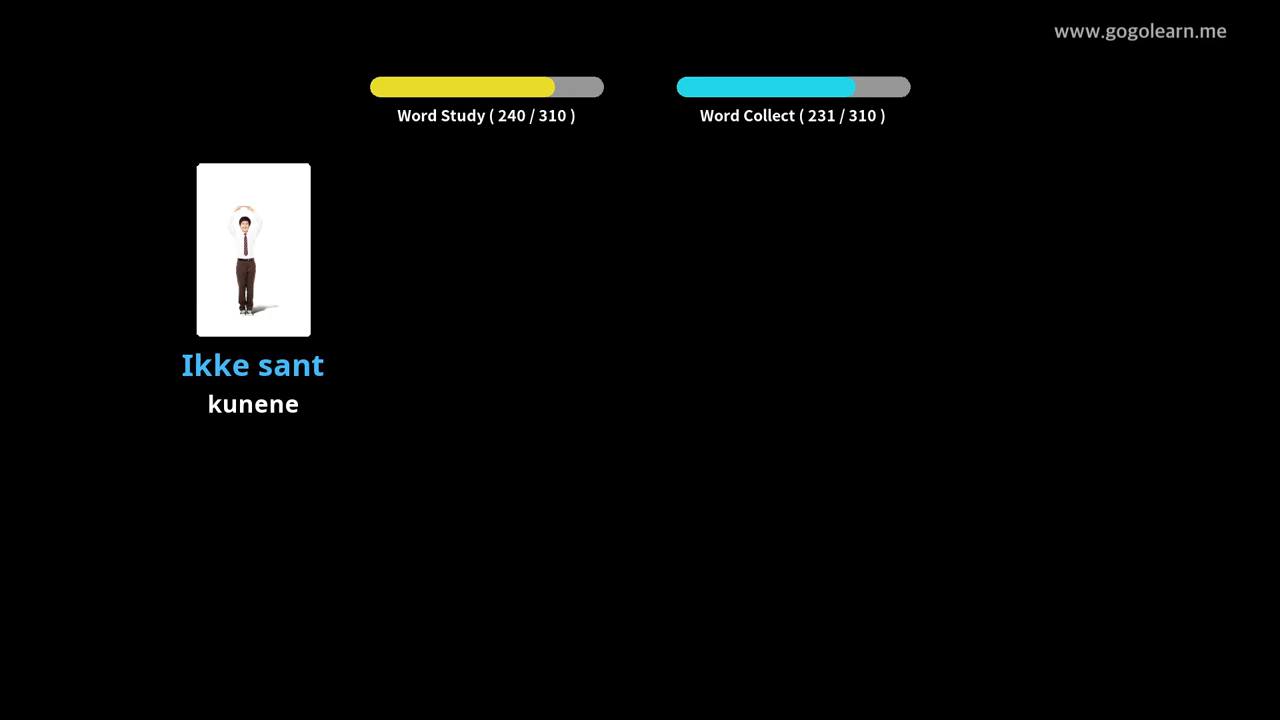 www.gogolearn.me
Word Study ( 240 / 310 )
Word Collect ( 231 / 310 )
Ikke sant
kunene